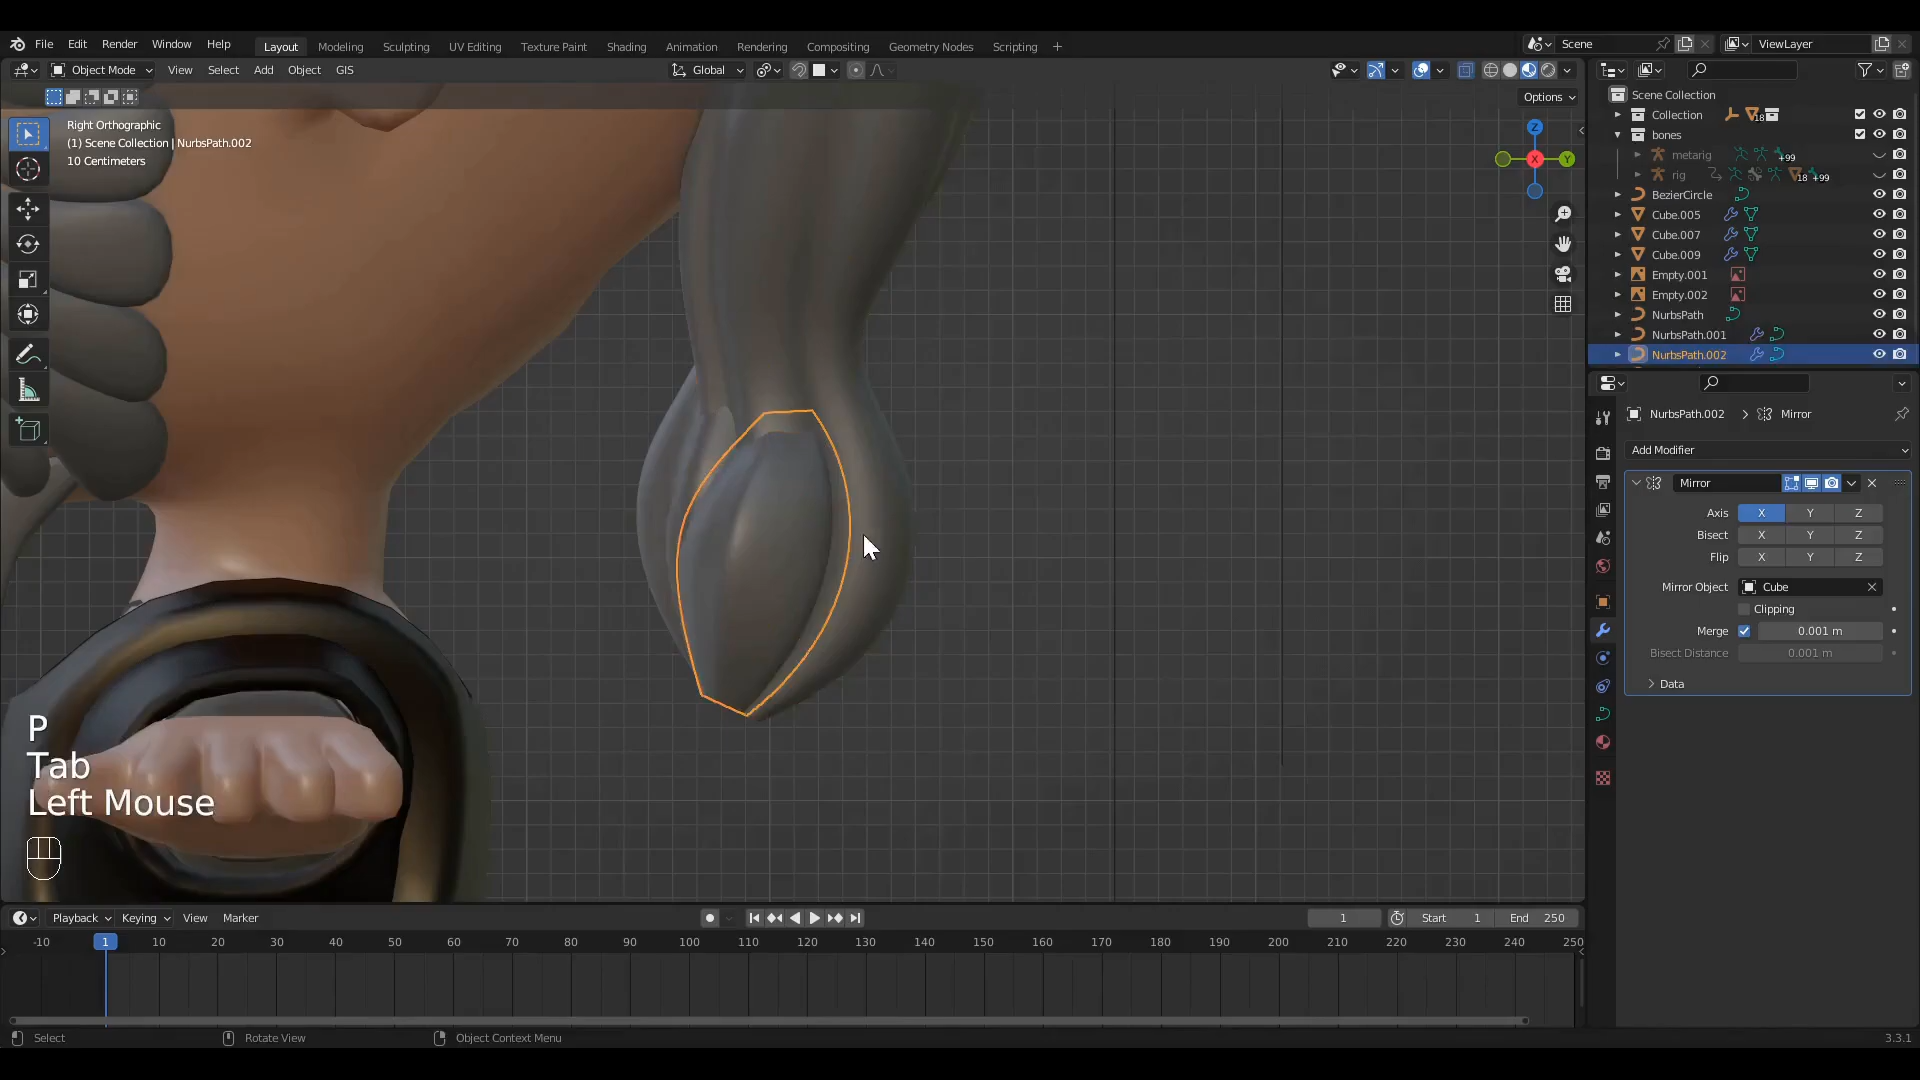 File Edit Render Window Help Layout Modeling Sculpting UV Editing Texture Paint Shading Animation Rendering Compositing Geometry Nodes Scripting + Scene ViewLayer
Object Mode View Select Add Object GIS Global
Options
Right Orthographic
(1) Scene Collection | NurbsPath.002
10 Centimeters
Z
Y
X
Scene Collection
Collection 18
bones
metarig +99
rig 18 +99
BezierCircle
Cube.005
Cube.007
Cube.009
Empty.001
Empty.002
NurbsPath
NurbsPath.001
NurbsPath.002
NurbsPath.002 > Mirror
Add Modifier
Mirror
Axis X Y Z
Bisect X Y Z
Flip X Y Z
Mirror Object Cube
Clipping
Merge 0.001 m
Bisect Distance 0.001 m
Data
P
Tab
Left Mouse
Playback Keying View Marker 1 Start 1 End 250
-10 1 10 20 30 40 50 60 70 80 90 100 110 120 130 140 150 160 170 180 190 200 210 220 230 240 250
Select Rotate View Object Context Menu 3.3.1